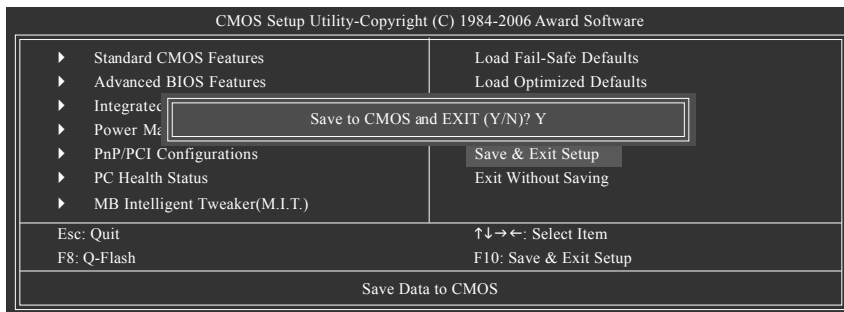 CMOS Setup Utility-Copyright (C) 1984-2006 Award Software
Standard CMOS Features
Advanced BIOS Features
Integrated
Power Ma
PnP/PCI Configurations
PC Health Status
MB Intelligent Tweaker(M.I.T.)
Load Fail-Safe Defaults
Load Optimized Defaults
Save to CMOS and EXIT (Y/N)? Y
Save & Exit Setup
Exit Without Saving
Esc: Quit
↑↓→←: Select Item
F8: Q-Flash
F10: Save & Exit Setup
Save Data to CMOS